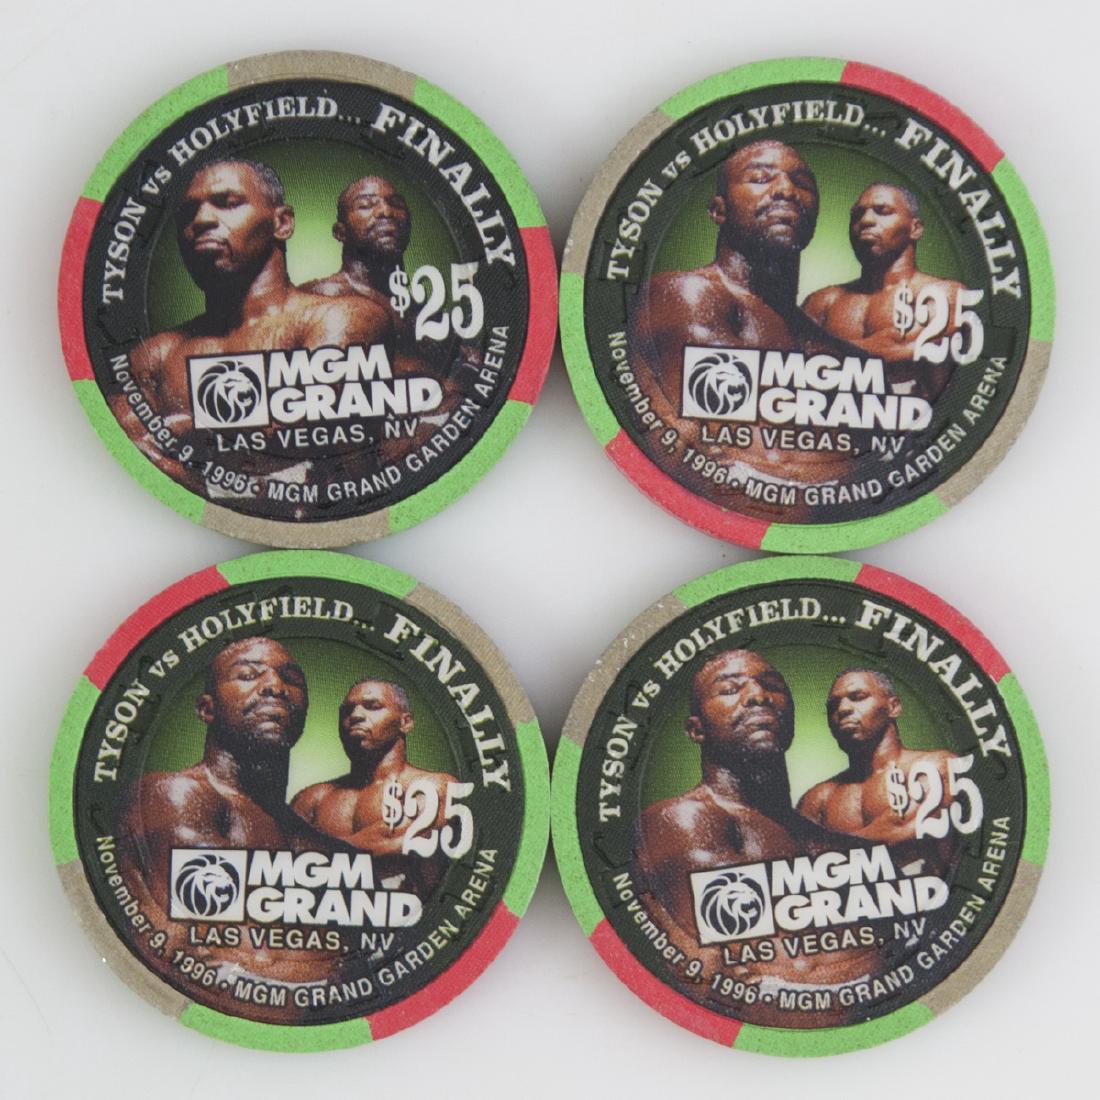 TYSON vs HOLYFIELD... FINALLY
$25
MGM
GRAND
LAS VEGAS, NV
November 9, 1996 • MGM GRAND GARDEN ARENA
TYSON vs HOLYFIELD... FINALLY
$25
MGM
GRAND
LAS VEGAS, NV
November 9, 1996 • MGM GRAND GARDEN ARENA
TYSON vs HOLYFIELD... FINALLY
$25
MGM
GRAND
LAS VEGAS, NV
November 9, 1996 • MGM GRAND GARDEN ARENA
TYSON vs HOLYFIELD... FINALLY
$25
MGM
GRAND
LAS VEGAS, NV
November 9, 1996 • MGM GRAND GARDEN ARENA